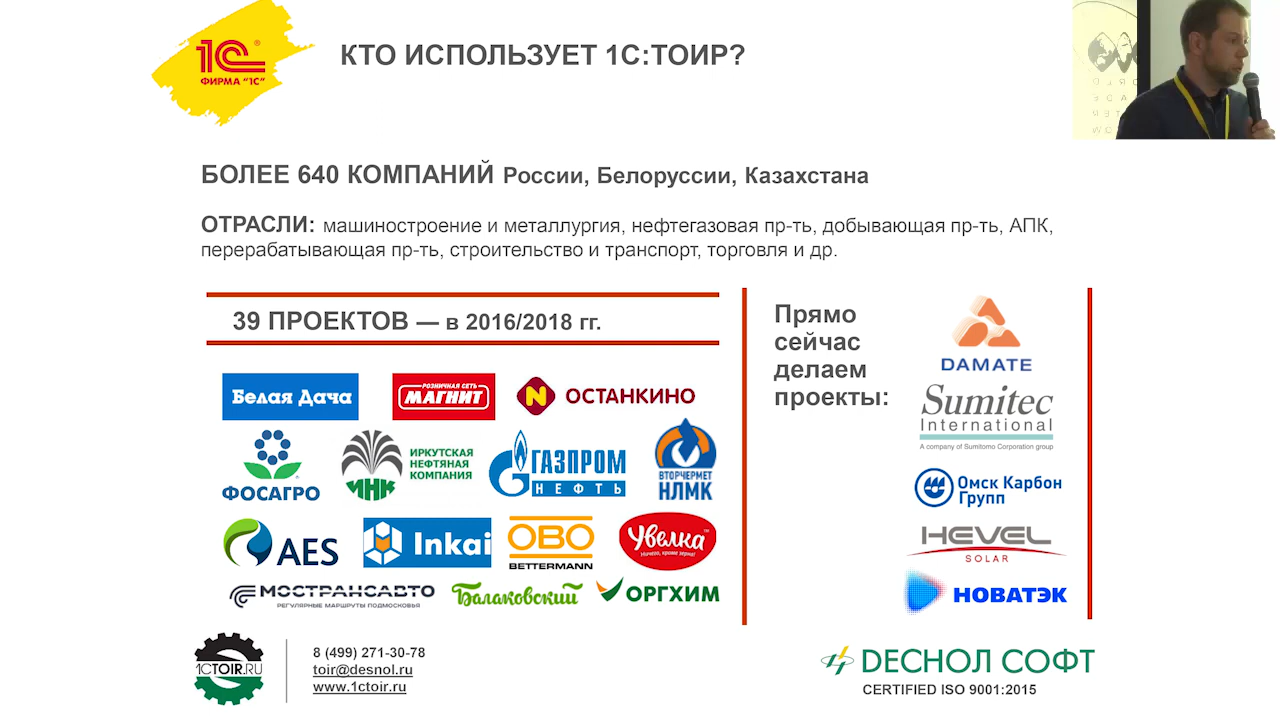 1С®
ФИРМА "1С"
КТО ИСПОЛЬЗУЕТ 1С:ТОИР?
БОЛЕЕ 640 КОМПАНИЙ России, Белоруссии, Казахстана
ОТРАСЛИ: машиностроение и металлургия, нефтегазовая пр-ть, добывающая пр-ть, АПК,
перерабатывающая пр-ть, строительство и транспорт, торговля и др.
39 ПРОЕКТОВ — в 2016/2018 гг.
Белая Дача
РОЗНИЧНАЯ СЕТЬ
МАГНИТ
ОСТАНКИНО
ФОСАГРО
ИНК
ИРКУТСКАЯ
НЕФТЯНАЯ
КОМПАНИЯ
ГАЗПРОМ
НЕФТЬ
ВТОРЧЕРМЕТ
НЛМК
AES
Inkai
OBO
BETTERMANN
Увелка™
Ничего, кроме зерна!
МОСТРАНСАВТО
РЕГУЛЯРНЫЕ МАРШРУТЫ ПОДМОСКОВЬЯ
Балаковский
ОРГХИМ
Прямо
сейчас
делаем
проекты:
DAMATE
Sumitec
International
A company of Sumitomo Corporation group
Омск Карбон
Групп
HEVEL
SOLAR
НОВАТЭК
1CTOIR.RU
8 (499) 271-30-78
toir@desnol.ru
www.1ctoir.ru
DЕСНОЛ СОФТ
CERTIFIED ISO 9001:2015